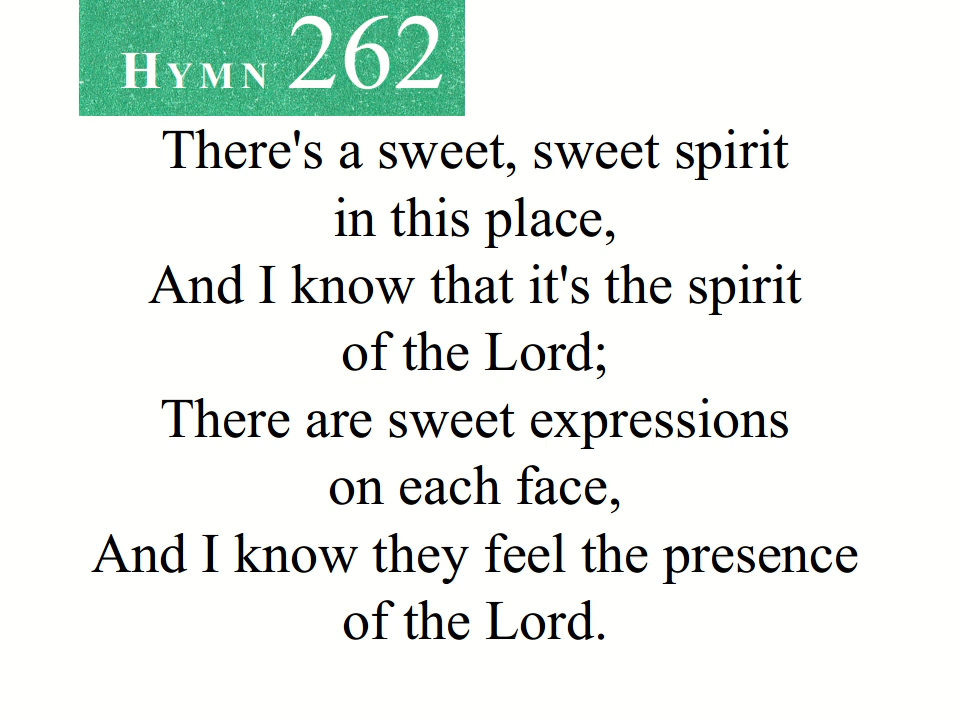 HYMN 262
There's a sweet, sweet spirit
in this place,
And I know that it's the spirit
of the Lord;
There are sweet expressions
on each face,
And I know they feel the presence
of the Lord.